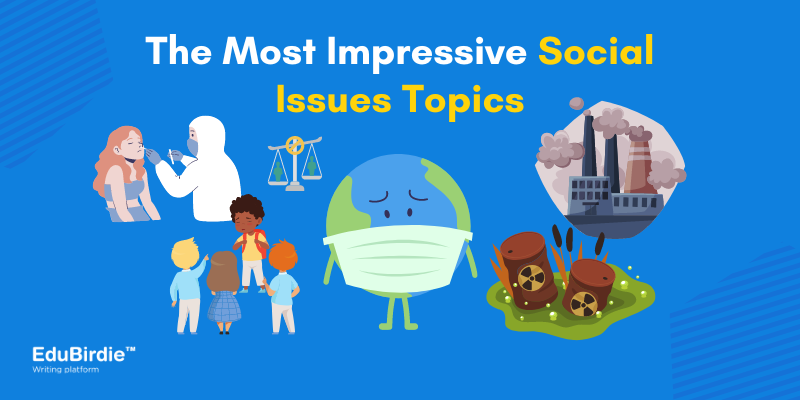 The Most Impressive Social
Issues Topics
EduBirdie™
Writing platform